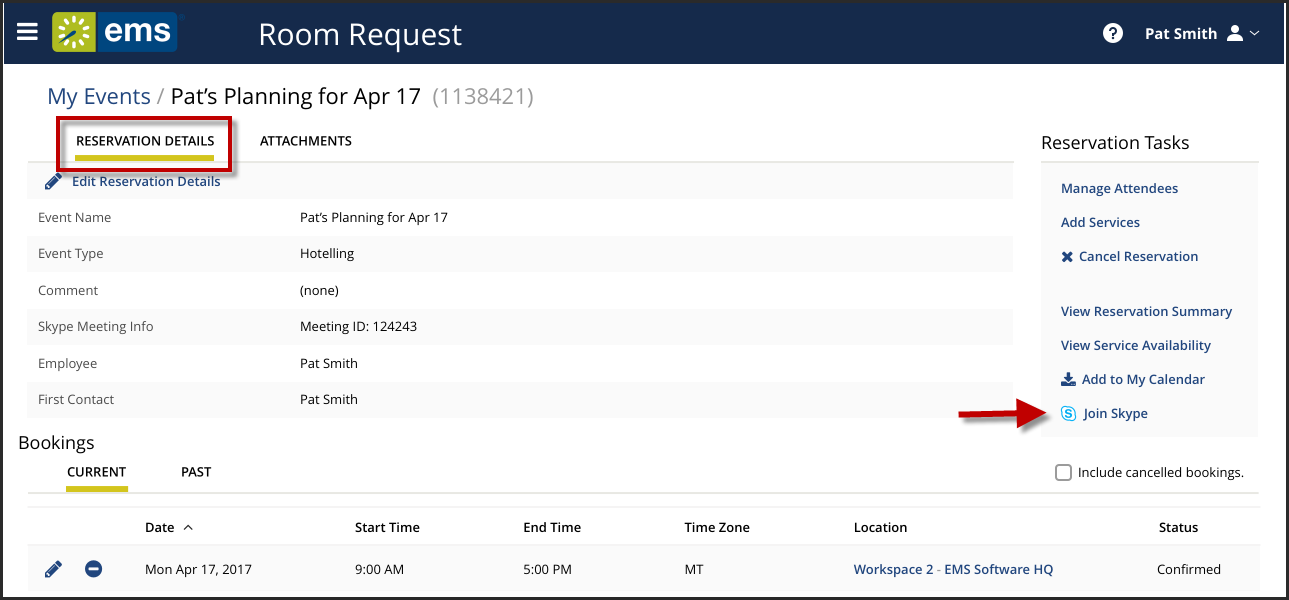 ems Room Request ? Pat Smith
My Events / Pat's Planning for Apr 17 (1138421)
RESERVATION DETAILS ATTACHMENTS
Edit Reservation Details
Event Name Pat's Planning for Apr 17
Event Type Hotelling
Comment (none)
Skype Meeting Info Meeting ID: 124243
Employee Pat Smith
First Contact Pat Smith
Reservation Tasks
Manage Attendees
Add Services
Cancel Reservation
View Reservation Summary
View Service Availability
Add to My Calendar
Join Skype
Bookings
CURRENT PAST Include cancelled bookings.
Date Start Time End Time Time Zone Location Status
Mon Apr 17, 2017 9:00 AM 5:00 PM MT Workspace 2 - EMS Software HQ Confirmed